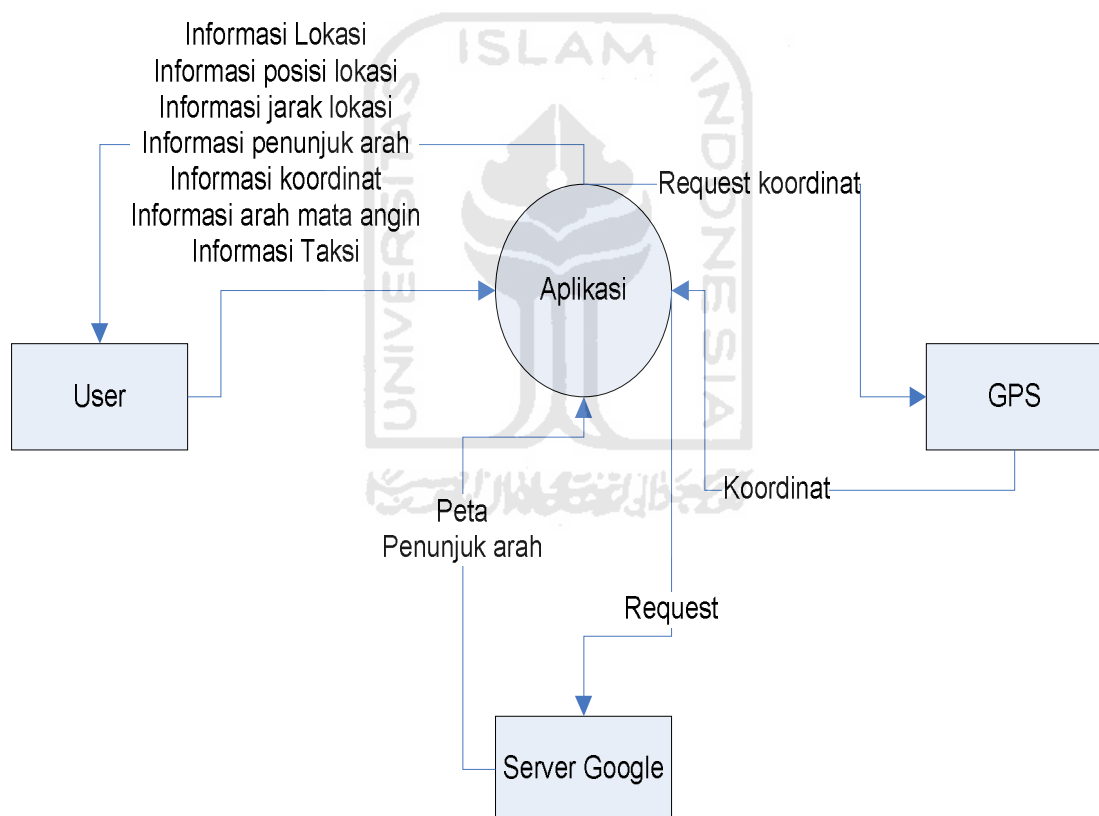 Informasi Lokasi
Informasi posisi lokasi
Informasi jarak lokasi
Informasi penunjuk arah
Informasi koordinat
Informasi arah mata angin
Informasi Taksi
ISLAM
UNIVERSITAS
INDONESIA
Request koordinat
Aplikasi
User
GPS
Koordinat
Peta
Penunjuk arah
Request
Server Google